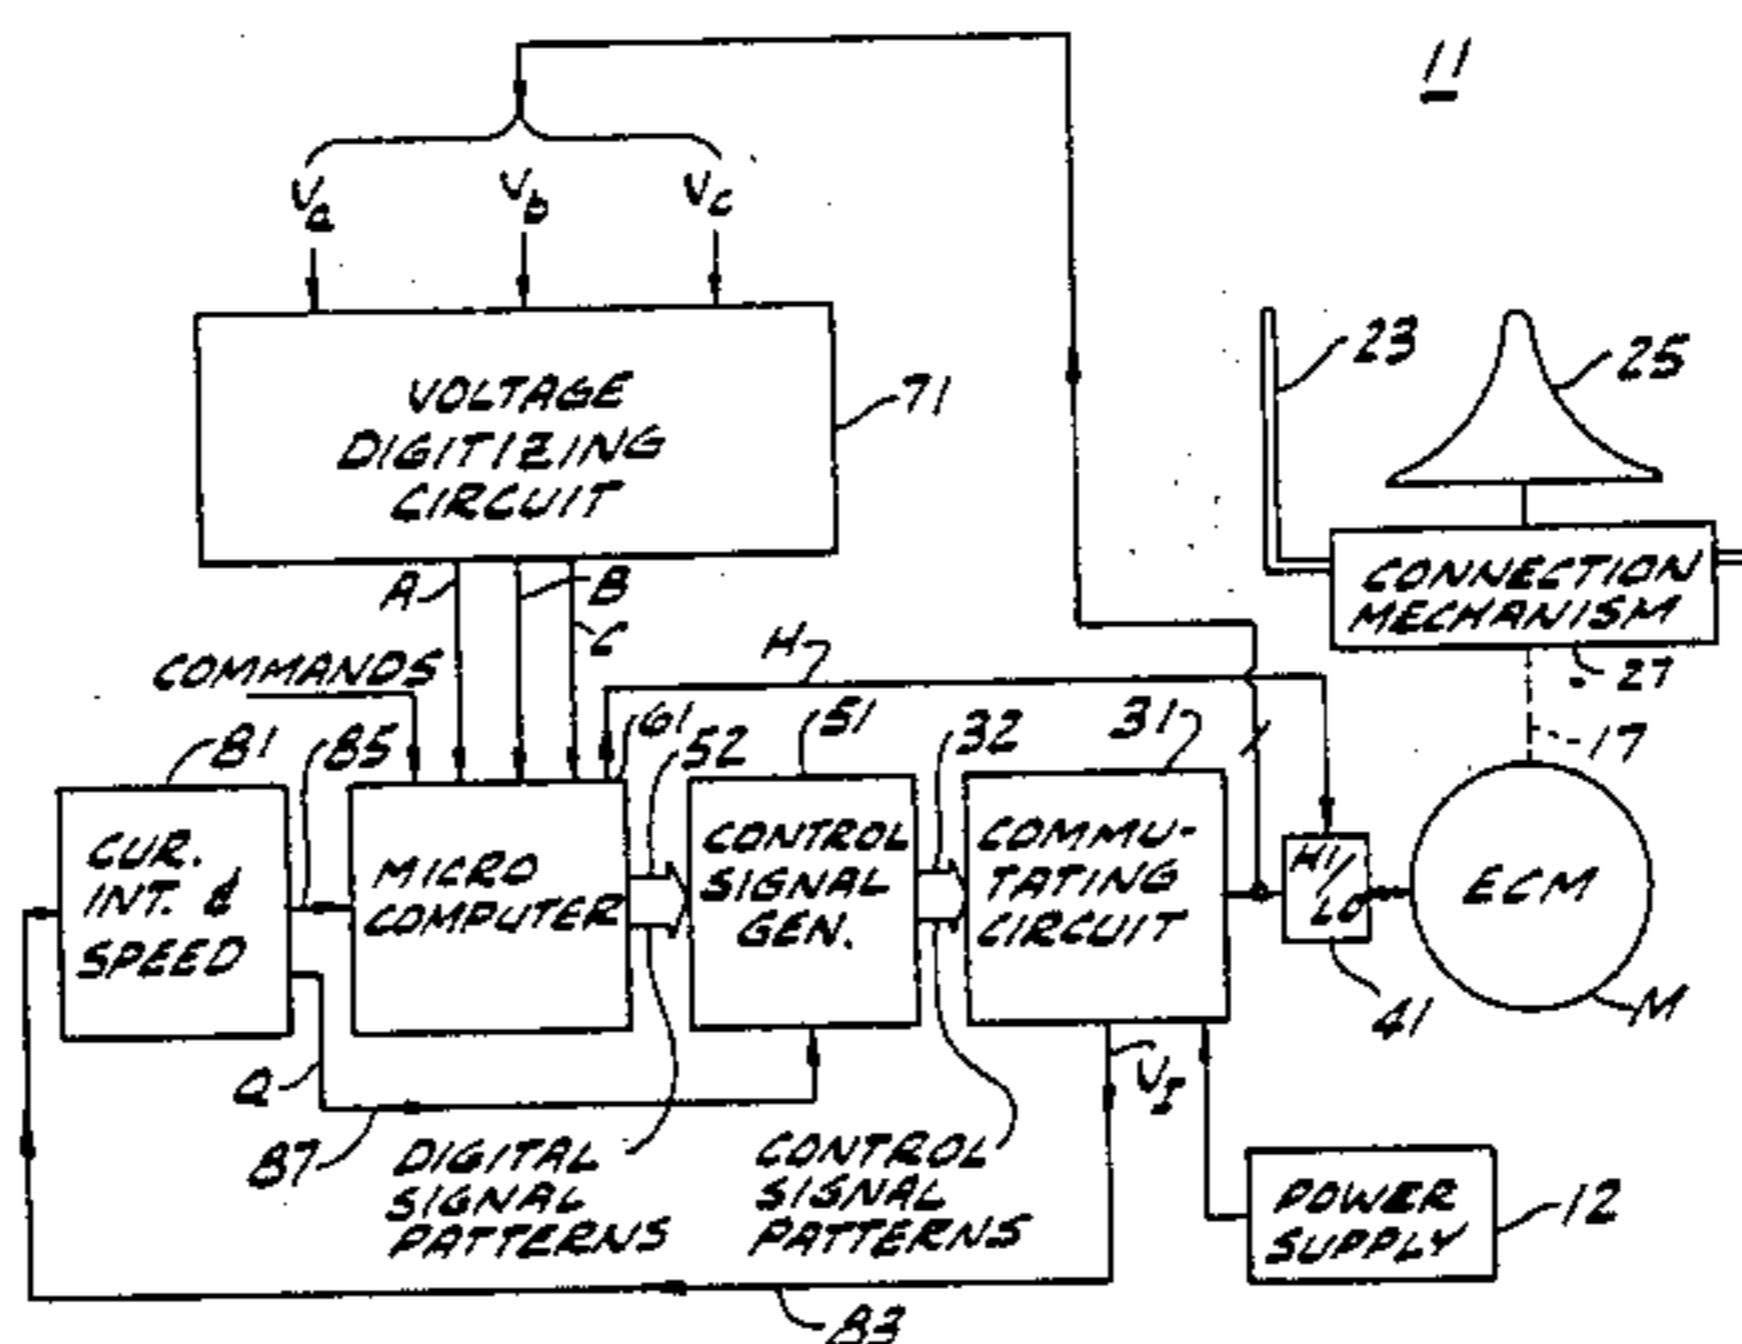 11
Va
Vb
Vc
VOLTAGE
DIGITIZING
CIRCUIT
71
23
25
CONNECTION
MECHANISM
27
17
A
B
C
H
COMMANDS
81
85
61
52
51
32
31
CUR.
INT. &
SPEED
MICRO
COMPUTER
CONTROL
SIGNAL
GEN.
COMMU-
TATING
CIRCUIT
HI/
LO
ECM
41
M
Q
87
DIGITAL
SIGNAL
PATTERNS
CONTROL
SIGNAL
PATTERNS
VI
POWER
SUPPLY
12
83